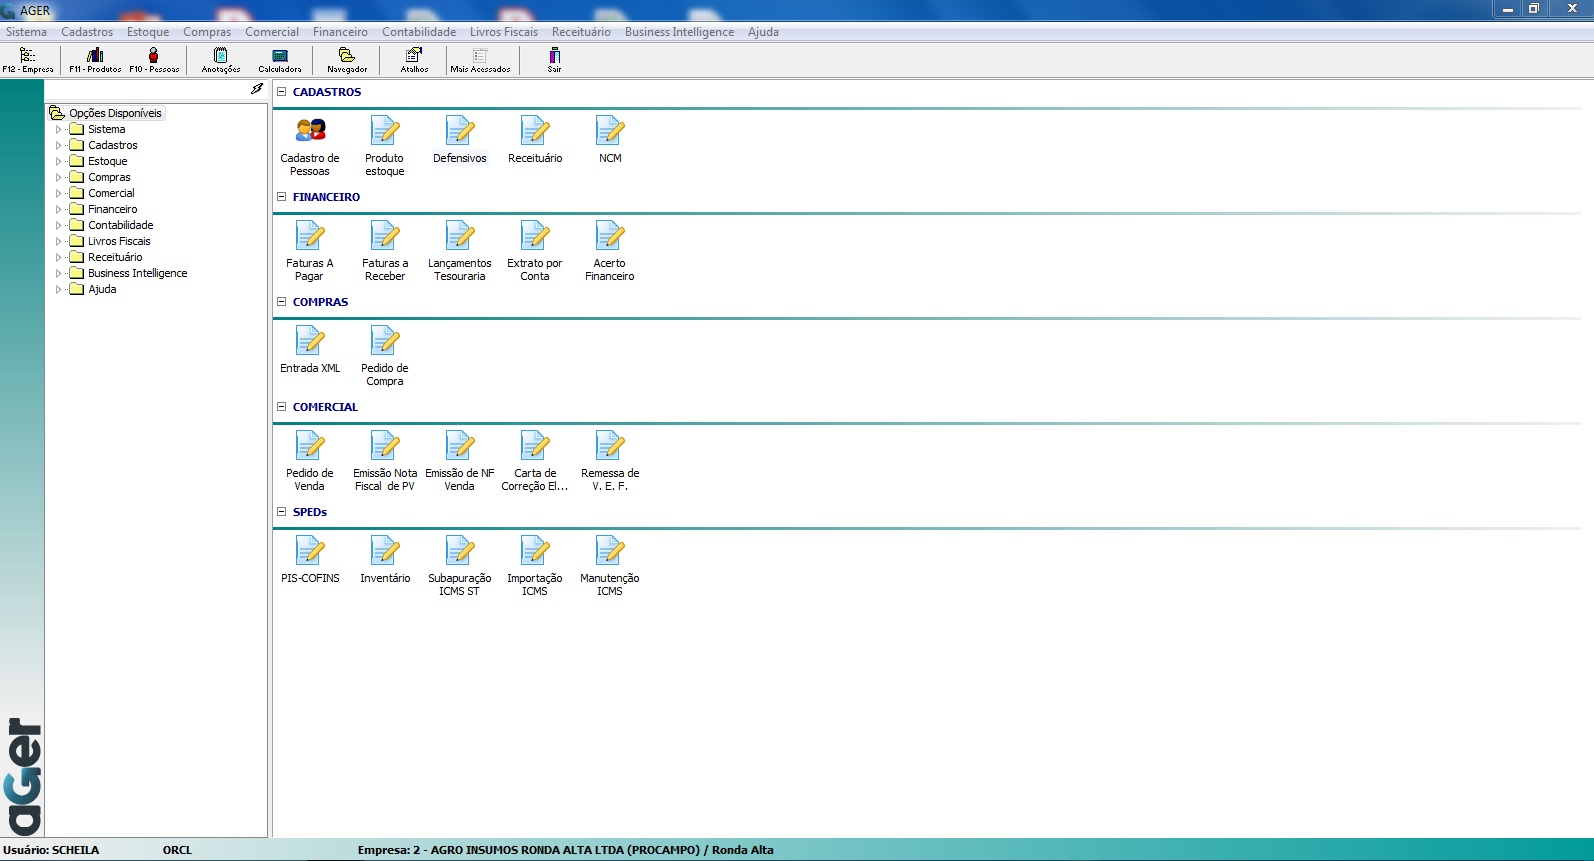 AGER
Sistema Cadastros Estoque Compras Comercial Financeiro Contabilidade Livros Fiscais Receituário Business Intelligence Ajuda
F12 - Empresa F11 - Produtos F10 - Pessoas Anotações Calculadora Navegador Atalhos Mais Acessados Sair
Opções Disponíveis
Sistema
Cadastros
Estoque
Compras
Comercial
Financeiro
Contabilidade
Livros Fiscais
Receituário
Business Intelligence
Ajuda
CADASTROS
Cadastro de Produto Defensivos Receituário NCM
Pessoas estoque
FINANCEIRO
Faturas A Faturas a Lançamentos Extrato por Acerto
Pagar Receber Tesouraria Conta Financeiro
COMPRAS
Entrada XML Pedido de
Compra
COMERCIAL
Pedido de Emissão Nota Emissão de NF Carta de Remessa de
Venda Fiscal de PV Venda Correção El... V. E. F.
SPEDs
PIS-COFINS Inventário Subapuração Importação Manutenção
ICMS ST ICMS ICMS
aGer
Usuário: SCHEILA ORCL Empresa: 2 - AGRO INSUMOS RONDA ALTA LTDA (PROCAMPO) / Ronda Alta